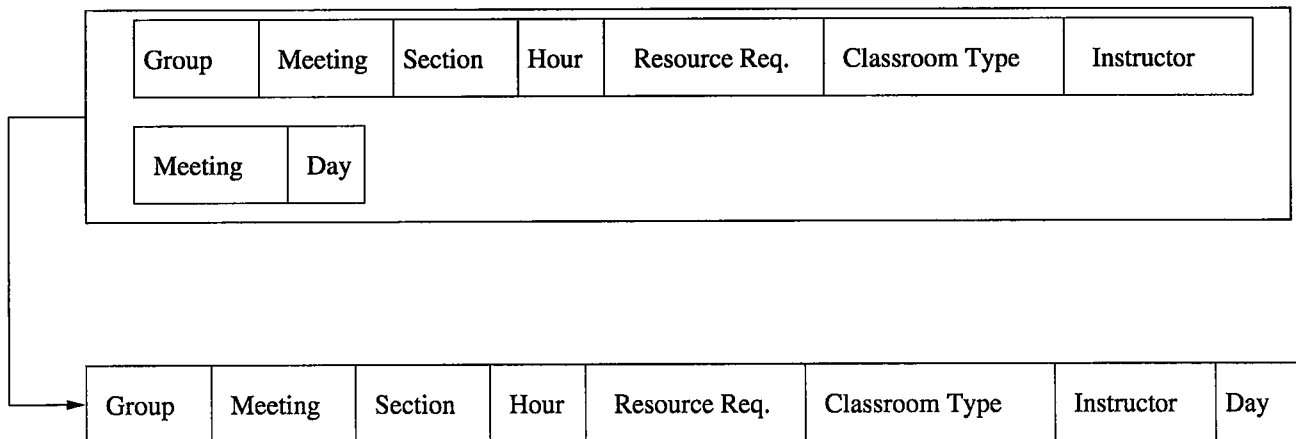 Group Meeting Section Hour Resource Req. Classroom Type Instructor
Meeting Day
Group Meeting Section Hour Resource Req. Classroom Type Instructor Day